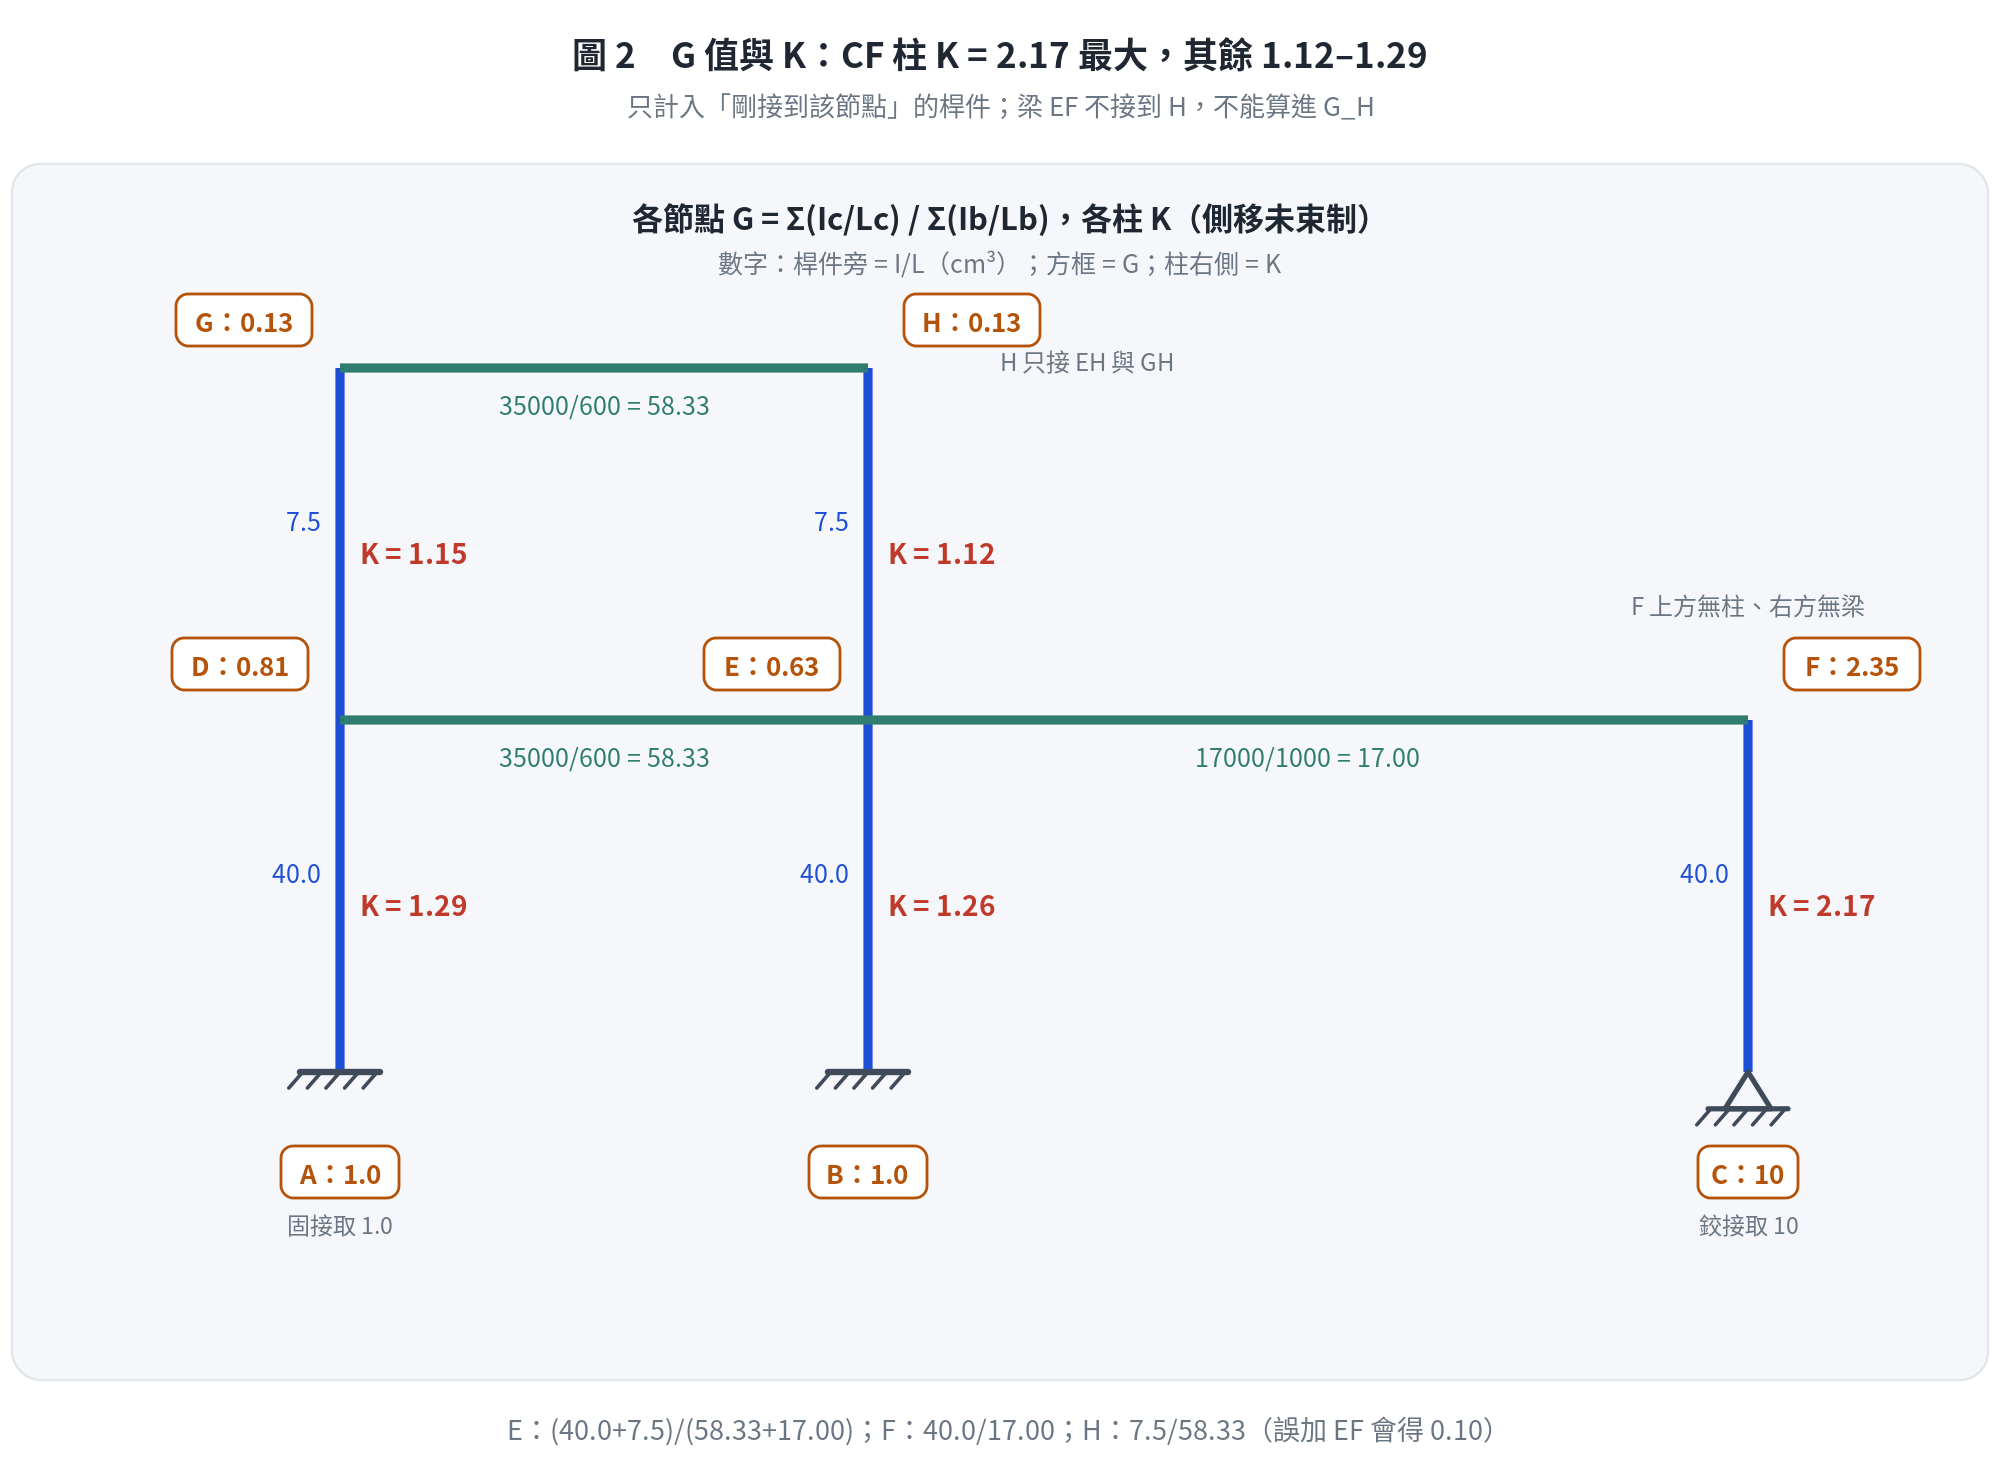 圖 2　G 值與 K：CF 柱 K = 2.17 最大，其餘 1.12–1.29
只計入「剛接到該節點」的桿件；梁 EF 不接到 H，不能算進 G_H
各節點 G = Σ(Ic/Lc) / Σ(Ib/Lb)，各柱 K（側移未束制）
數字：桿件旁 = I/L（cm³）；方框 = G；柱右側 = K
G：0.13
H：0.13
H 只接 EH 與 GH
35000/600 = 58.33
7.5
7.5
K = 1.15
K = 1.12
F 上方無柱、右方無梁
D：0.81
E：0.63
F：2.35
35000/600 = 58.33
17000/1000 = 17.00
40.0
40.0
40.0
K = 1.29
K = 1.26
K = 2.17
A：1.0
B：1.0
C：10
固接取 1.0
鉸接取 10
E：(40.0+7.5)/(58.33+17.00)；F：40.0/17.00；H：7.5/58.33（誤加 EF 會得 0.10）